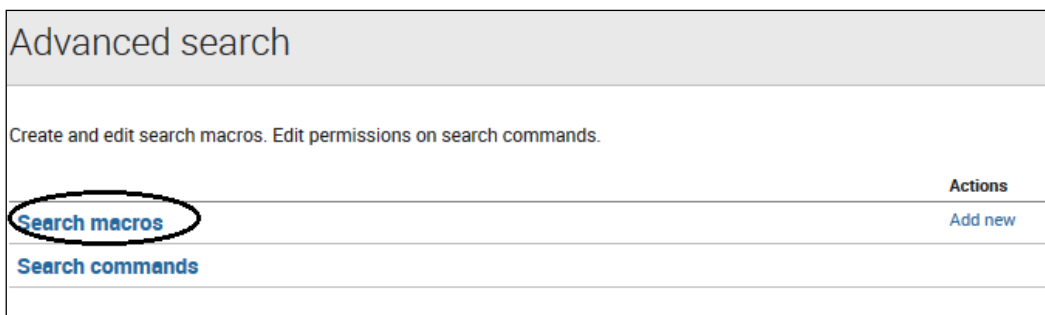 Advanced search
Create and edit search macros. Edit permissions on search commands.
Actions
Search macros Add new
Search commands